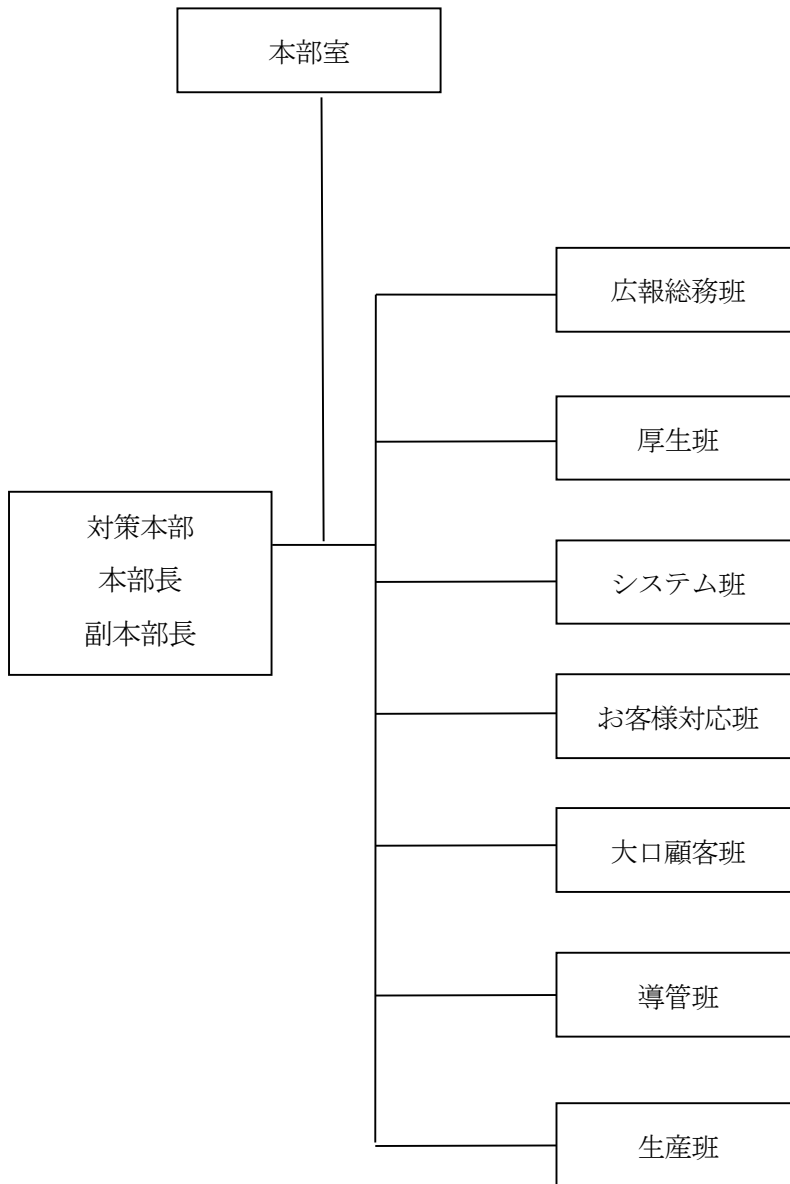 本部室
広報総務班
厚生班
対策本部
本部長
副本部長
システム班
お客様対応班
大口顧客班
導管班
生産班